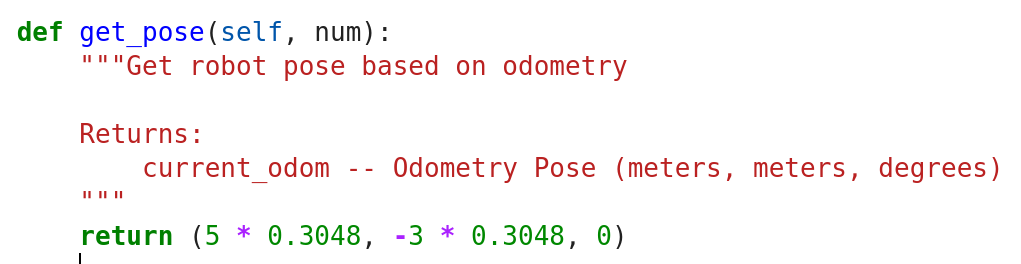 def get_pose(self, num):
    """Get robot pose based on odometry

    Returns:
        current_odom -- Odometry Pose (meters, meters, degrees)
    """
    return (5 * 0.3048, -3 * 0.3048, 0)